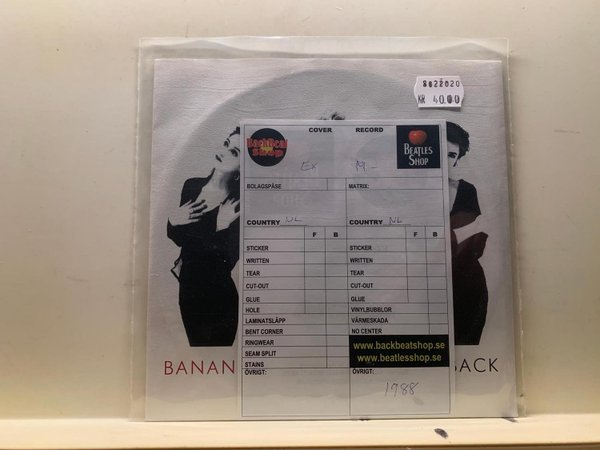 8022020
KR 40.00
COVER RECORD
BackBeat Shop
BEATLES SHOP
EX M-
BOLAGSPÅSE MATRIX:
COUNTRY NL COUNTRY NL
F B F B
STICKER STICKER
WRITTEN WRITTEN
TEAR TEAR
CUT-OUT CUT-OUT
GLUE GLUE
HOLE VINYLBUBBLOR
LAMINATSLÄPP VÄRMESKADA
BENT CORNER NO CENTER
RINGWEAR
SEAM SPLIT
STAINS
www.backbeatshop.se
www.beatlesshop.se
ÖVRIGT: ÖVRIGT:
1988
BANAN BACK